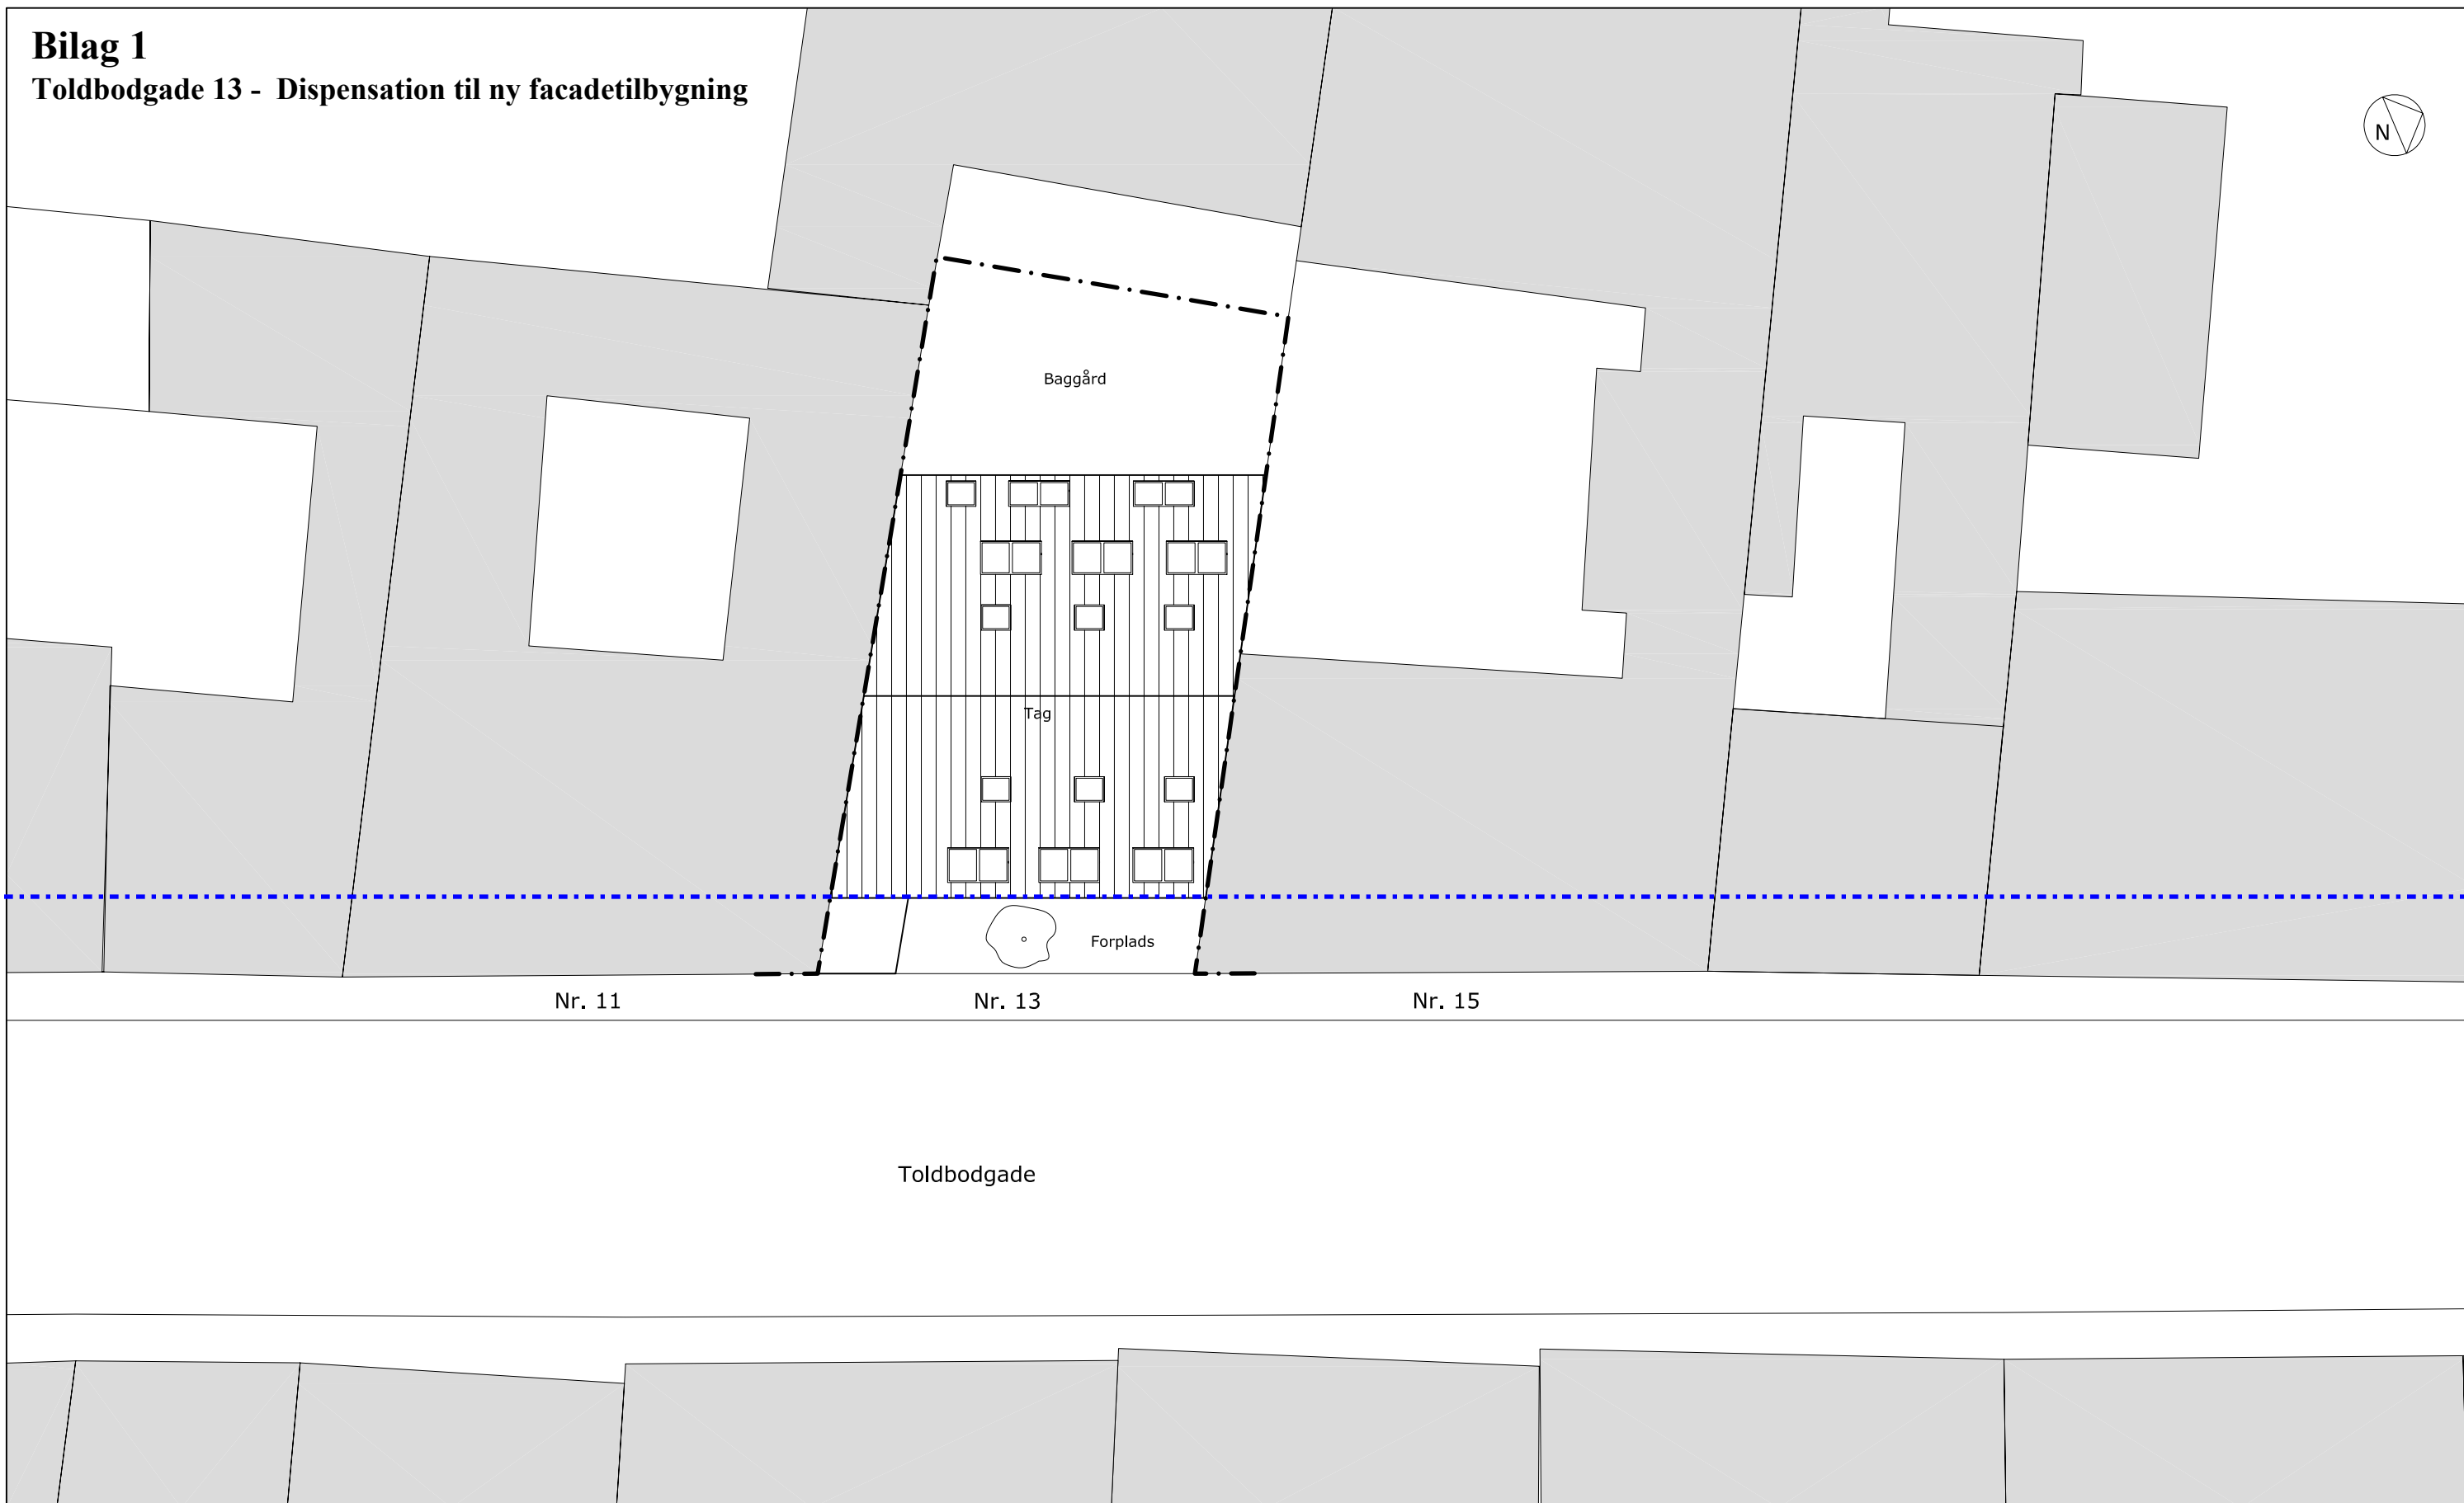 Bilag 1
Toldbodgade 13 - Dispensation til ny facadetilbygning
N
Baggård
Tag
Forplads
Nr. 11
Nr. 13
Nr. 15
Toldbodgade